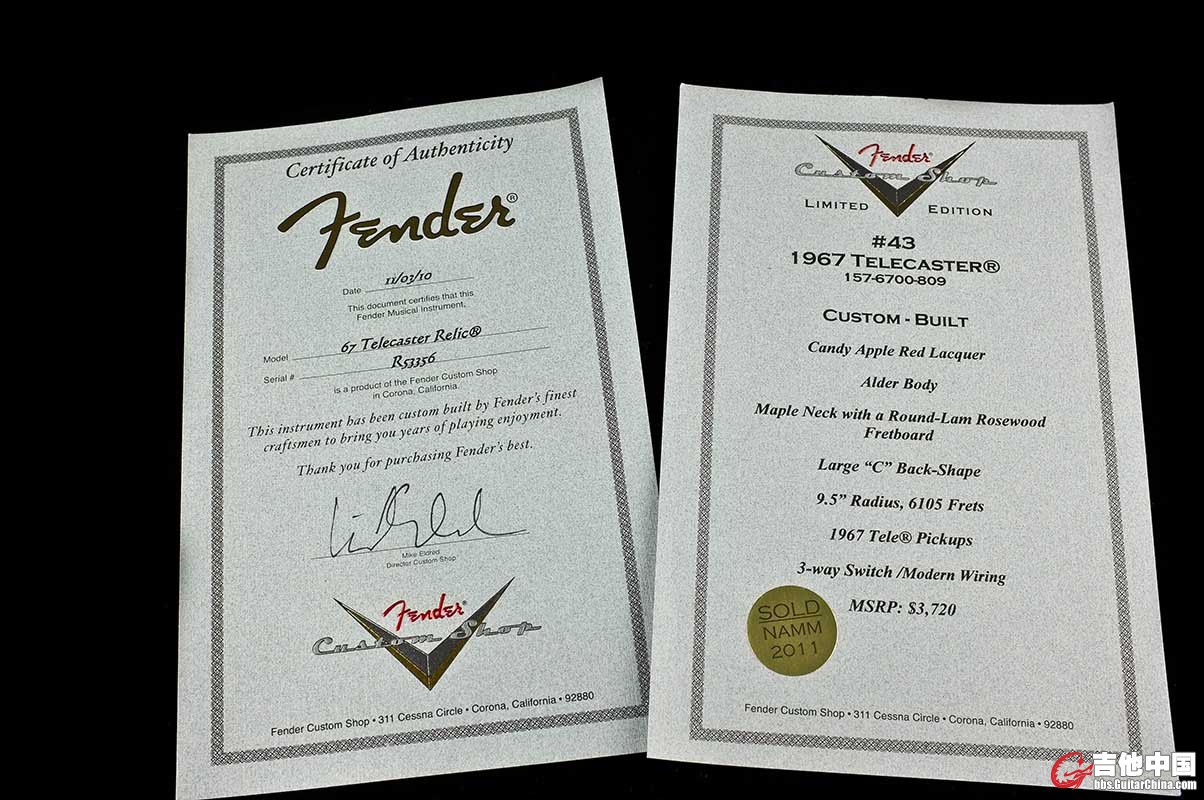 Certificate of Authenticity
Fender®
Date 11/03/10
This document certifies that this
Fender Musical Instrument,
Model 67 Telecaster Relic®
Serial # R53356
is a product of the Fender Custom Shop
in Corona, California.
This instrument has been custom built by Fender's finest
craftsmen to bring you years of playing enjoyment.
Thank you for purchasing Fender's best.
Mike Eldred
Director Custom Shop
Fender®
Custom Shop
Fender Custom Shop • 311 Cessna Circle • Corona, California • 92880
Fender®
Custom Shop
LIMITED EDITION
#43
1967 TELECASTER®
157-6700-809
CUSTOM - BUILT
Candy Apple Red Lacquer
Alder Body
Maple Neck with a Round-Lam Rosewood
Fretboard
Large “C” Back-Shape
9.5” Radius, 6105 Frets
1967 Tele® Pickups
3-way Switch /Modern Wiring
MSRP: $3,720
SOLD
NAMM
2011
Fender Custom Shop • 311 Cessna Circle • Corona, California • 92880
吉他中国
bbs.GuitarChina.com